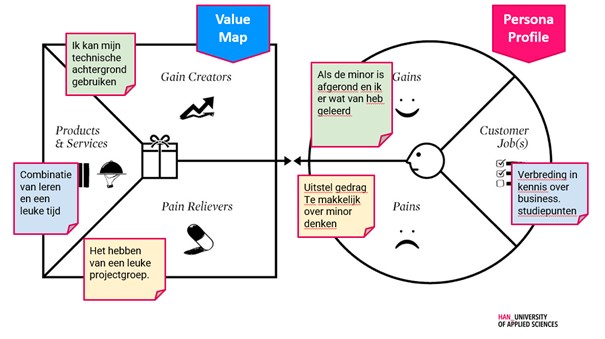 Value
Map
Persona
Profile
Ik kan mijn
technische
achtergrond
gebruiken
Gain Creators
Als de minor is
afgerond en ik
er wat van heb
geleerd
Gains
Products
& Services
Customer
Job(s)
Combinatie
van leren
en een
leuke tijd
Uitstel gedrag
Te makkelijk
over minor
denken
Verbreding in
kennis over
business.
studiepunten
Pain Relievers
Pains
Het hebben
van een leuke
projectgroep.
HAN_UNIVERSITY
OF APPLIED SCIENCES